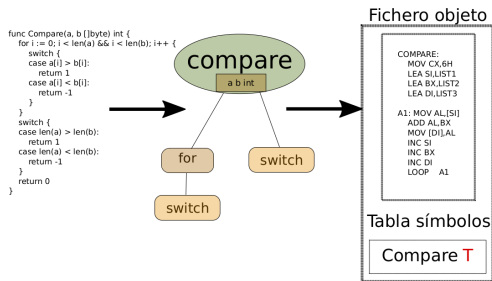 func Compare(a, b []byte) int {
for i := 0; i < len(a) && i < len(b); i++ {
switch {
case a[i] > b[i]:
return 1
case a[i] < b[i]:
return -1
}
}
switch {
case len(a) > len(b):
return 1
case len(a) < len(b):
return -1
}
return 0
}
compare
a b int
for
switch
switch
Fichero objeto
COMPARE:
MOV CX,6H
LEA SI,LIST1
LEA BX,LIST2
LEA DI,LIST3
A1: MOV AL,[SI]
ADD AL,BX
MOV [DI],AL
INC SI
INC BX
INC DI
LOOP A1
Tabla símbolos
Compare T